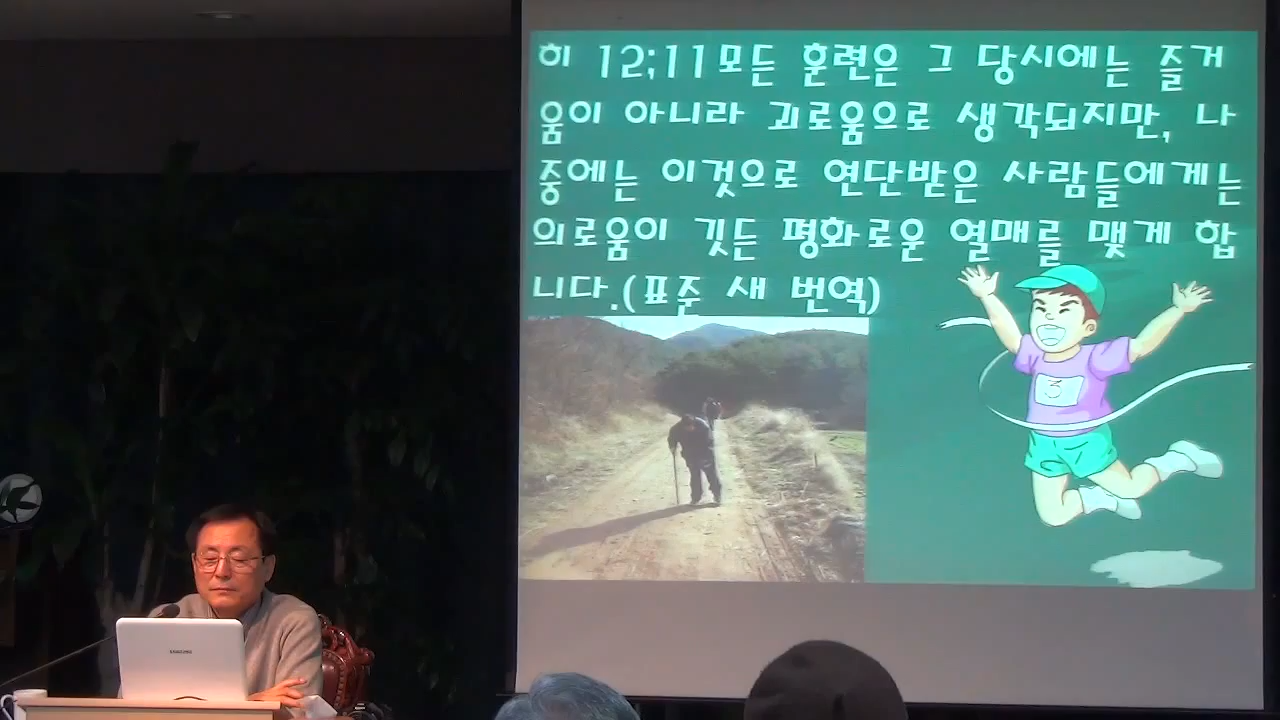 히 12;11모든 훈련은 그 당시에는 즐거
움이 아니라 괴로움으로 생각되지만, 나
중에는 이것으로 연단받은 사람들에게는
의로움이 깃든 평화로운 열매를 맺게 합
니다.(표준 새 번역)
3
SAMSUNG